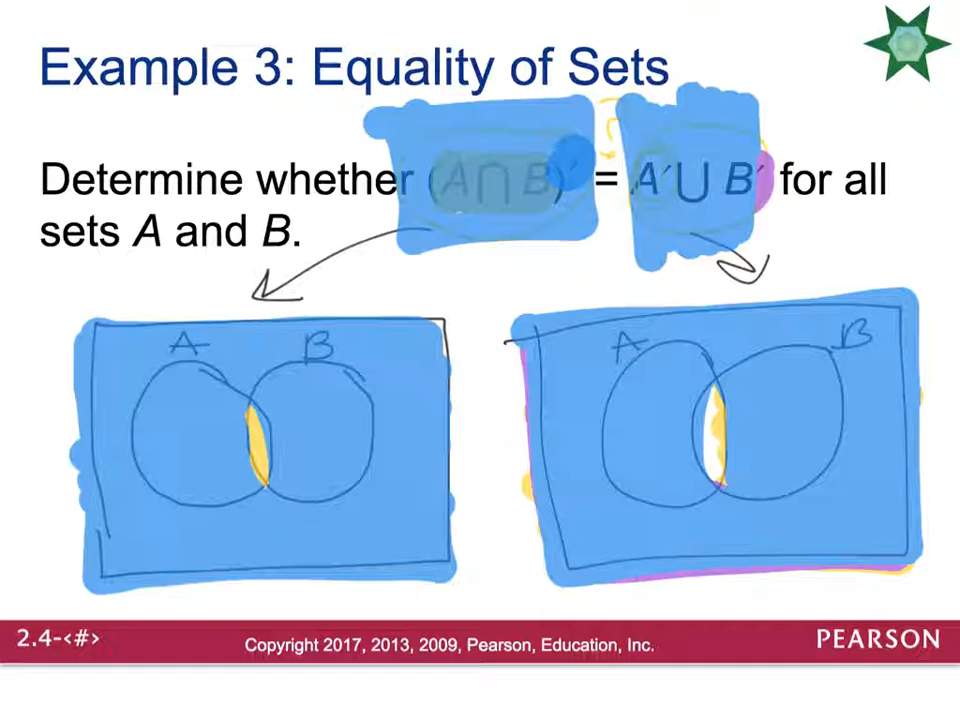 Example 3: Equality of Sets
Determine whether (A ∩ B)′ = A′ ∪ B′ for all
sets A and B.
A B
A B
2.4-<#>
Copyright 2017, 2013, 2009, Pearson, Education, Inc.
PEARSON